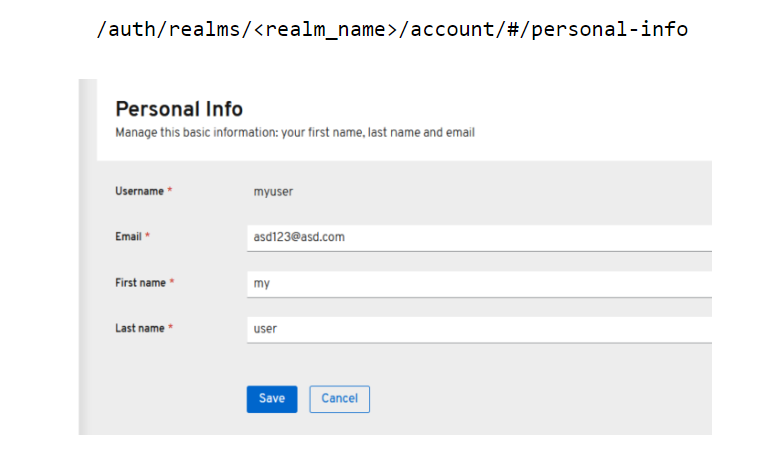 /auth/realms/<realm_name>/account/#/personal-info
Personal Info
Manage this basic information: your first name, last name and email
Username * myuser
Email * asd123@asd.com
First name * my
Last name * user
Save Cancel